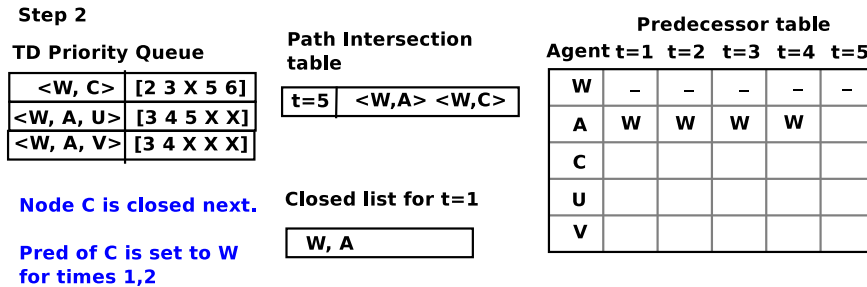 Step 2
TD Priority Queue
<W, C> [2 3 X 5 6]
<W, A, U> [3 4 5 X X]
<W, A, V> [3 4 X X X]
Node C is closed next.
Pred of C is set to W
for times 1,2
Path Intersection
table
t=5 <W,A> <W,C>
Closed list for t=1
W, A
Predecessor table
Agent t=1 t=2 t=3 t=4 t=5
W – – – – –
A W W W W
C
U
V